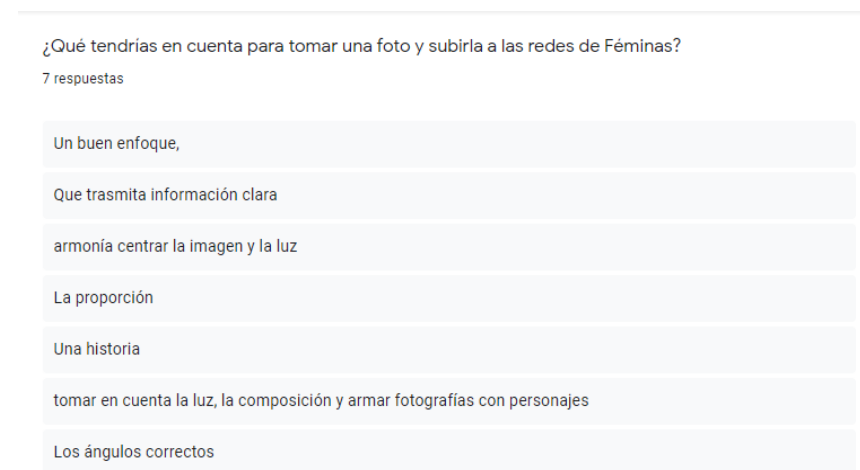 ¿Qué tendrías en cuenta para tomar una foto y subirla a las redes de Féminas?
7 respuestas
Un buen enfoque,
Que trasmita información clara
armonía centrar la imagen y la luz
La proporción
Una historia
tomar en cuenta la luz, la composición y armar fotografías con personajes
Los ángulos correctos